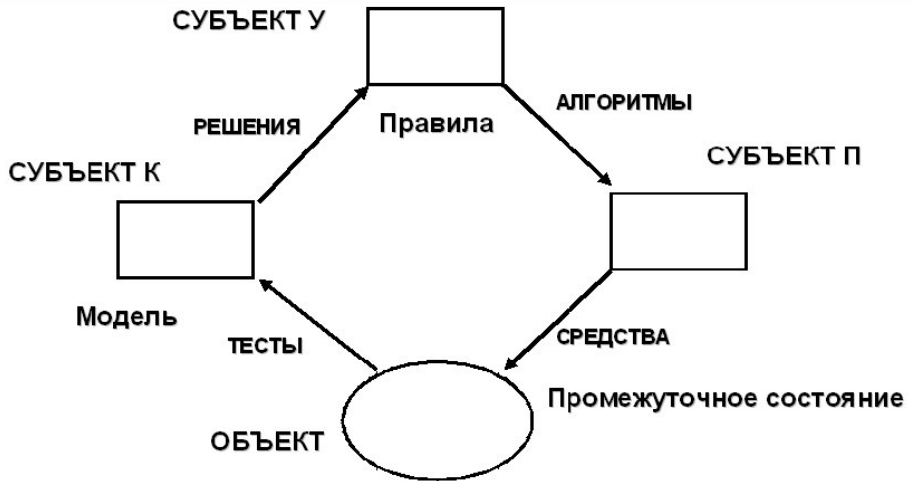 СУБЪЕКТ У
АЛГОРИТМЫ
РЕШЕНИЯ
Правила
СУБЪЕКТ П
СУБЪЕКТ К
Модель
ТЕСТЫ
СРЕДСТВА
Промежуточное состояние
ОБЪЕКТ